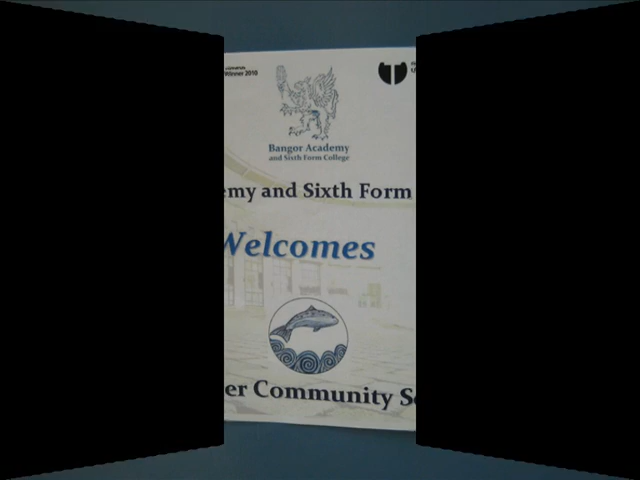 Winner 2010
Bangor Academy
and Sixth Form College
emy and Sixth Form
Welcomes
er Community S